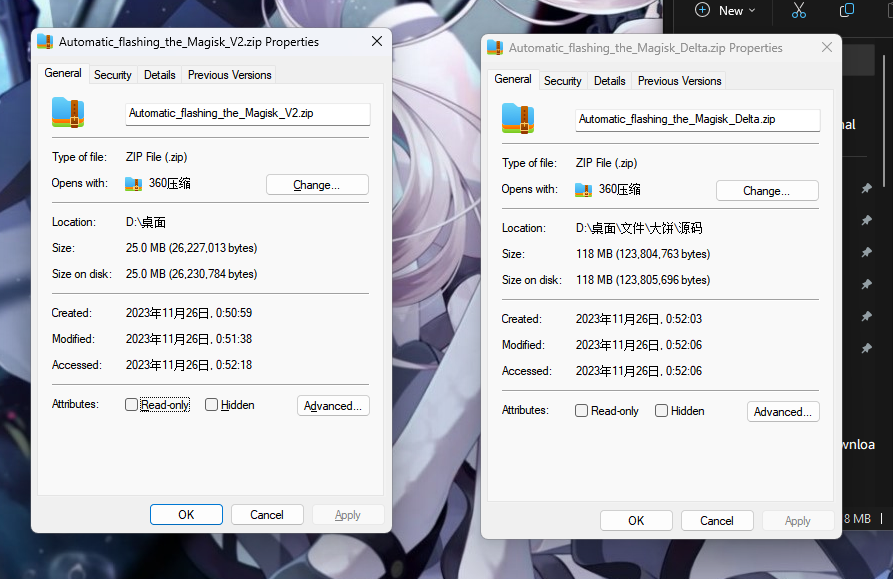 New
Automatic_flashing_the_Magisk_V2.zip Properties
General Security Details Previous Versions
Automatic_flashing_the_Magisk_V2.zip
Type of file: ZIP File (.zip)
Opens with: 360压缩 Change...
Location: D:\桌面
Size: 25.0 MB (26,227,013 bytes)
Size on disk: 25.0 MB (26,230,784 bytes)
Created: 2023年11月26日, 0:50:59
Modified: 2023年11月26日, 0:51:38
Accessed: 2023年11月26日, 0:52:18
Attributes: Read-only Hidden Advanced...
OK Cancel Apply
Automatic_flashing_the_Magisk_Delta.zip Properties
General Security Details Previous Versions
Automatic_flashing_the_Magisk_Delta.zip
Type of file: ZIP File (.zip)
Opens with: 360压缩 Change...
Location: D:\桌面\文件\大饼\源码
Size: 118 MB (123,804,763 bytes)
Size on disk: 118 MB (123,805,696 bytes)
Created: 2023年11月26日, 0:52:03
Modified: 2023年11月26日, 0:52:06
Accessed: 2023年11月26日, 0:52:06
Attributes: Read-only Hidden Advanced...
OK Cancel Apply
nal
wnloa
8 MB